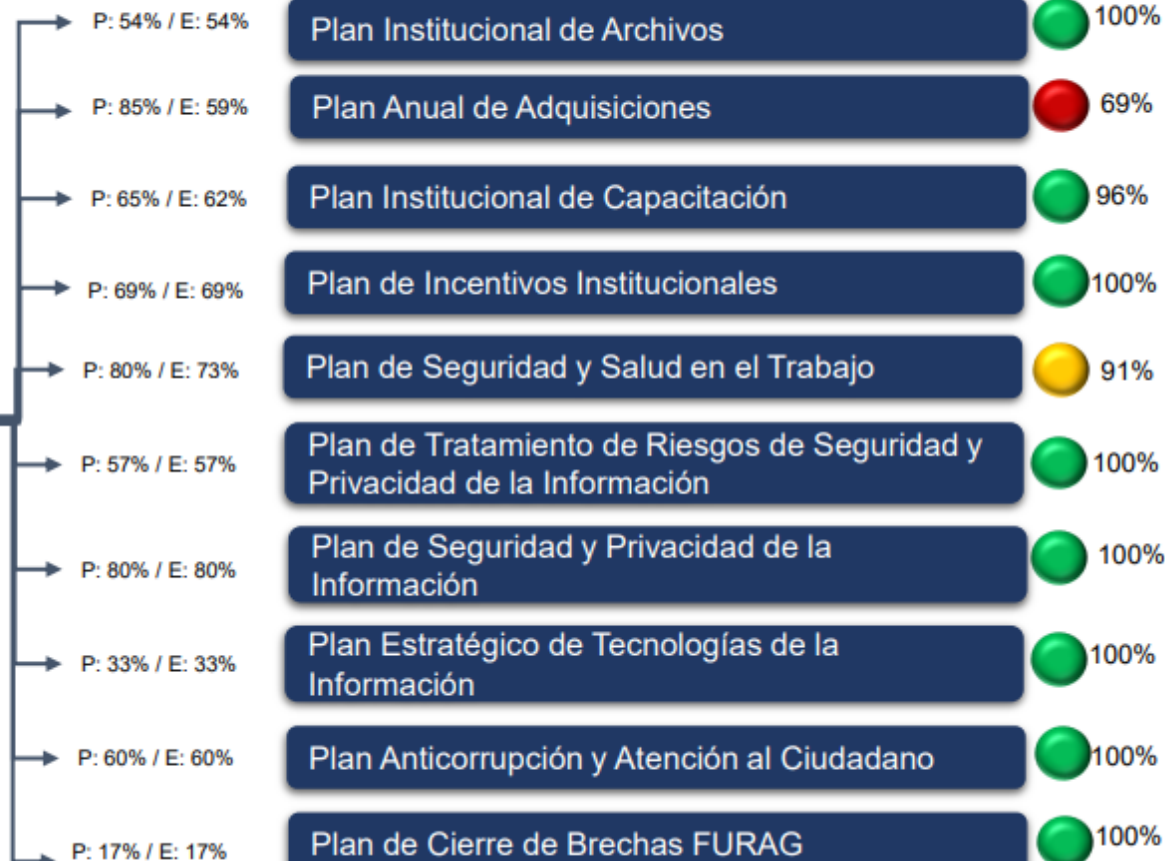 P: 54% / E: 54% Plan Institucional de Archivos 100%
P: 85% / E: 59% Plan Anual de Adquisiciones 69%
P: 65% / E: 62% Plan Institucional de Capacitación 96%
P: 69% / E: 69% Plan de Incentivos Institucionales 100%
P: 80% / E: 73% Plan de Seguridad y Salud en el Trabajo 91%
P: 57% / E: 57% Plan de Tratamiento de Riesgos de Seguridad y
Privacidad de la Información 100%
P: 80% / E: 80% Plan de Seguridad y Privacidad de la
Información 100%
P: 33% / E: 33% Plan Estratégico de Tecnologías de la
Información 100%
P: 60% / E: 60% Plan Anticorrupción y Atención al Ciudadano 100%
P: 17% / E: 17% Plan de Cierre de Brechas FURAG 100%